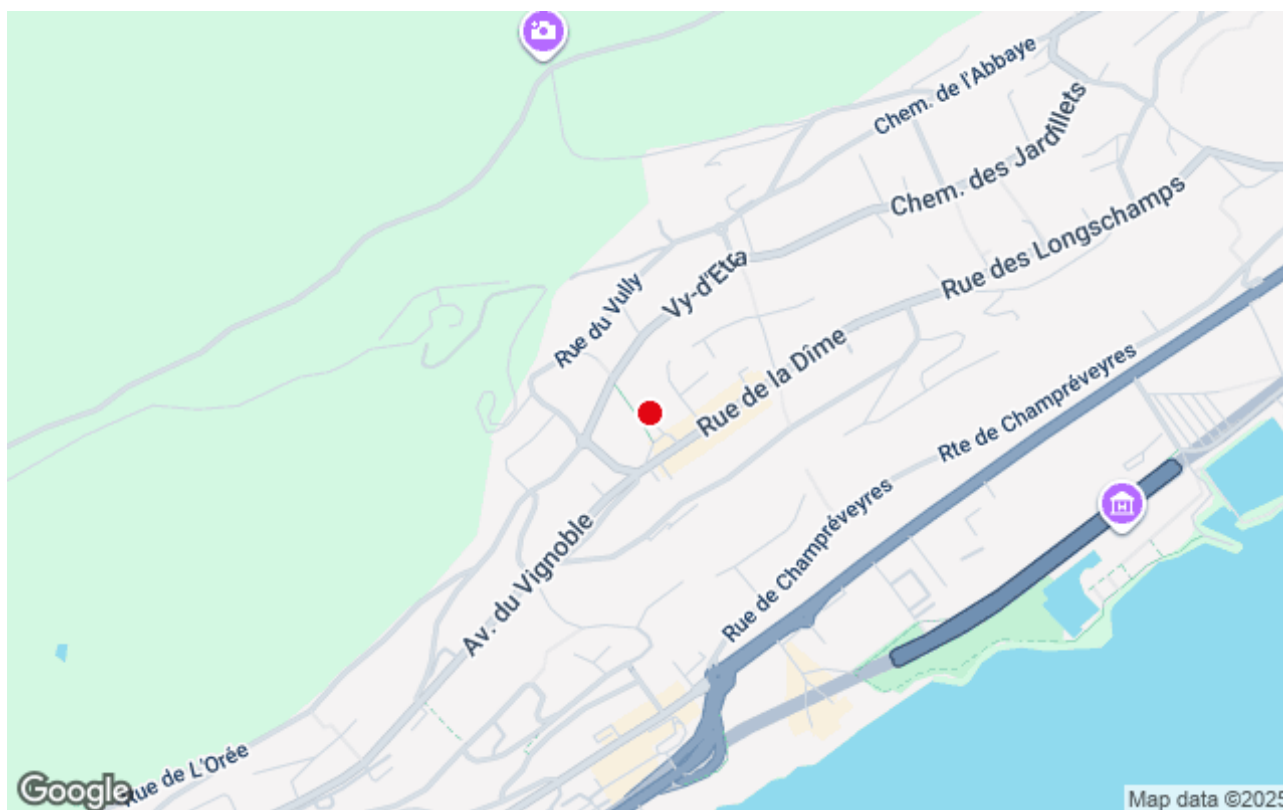 Chem. de l'Abbaye
Chem. des Jardillets
Rue des Longschamps
Vy-d'Etra
Rue du Vully
Rue de la Dîme
Rte de Champréveyres
Rue de Champréveyres
Av. du Vignoble
Rue de L'Orée
Google
Map data ©2025